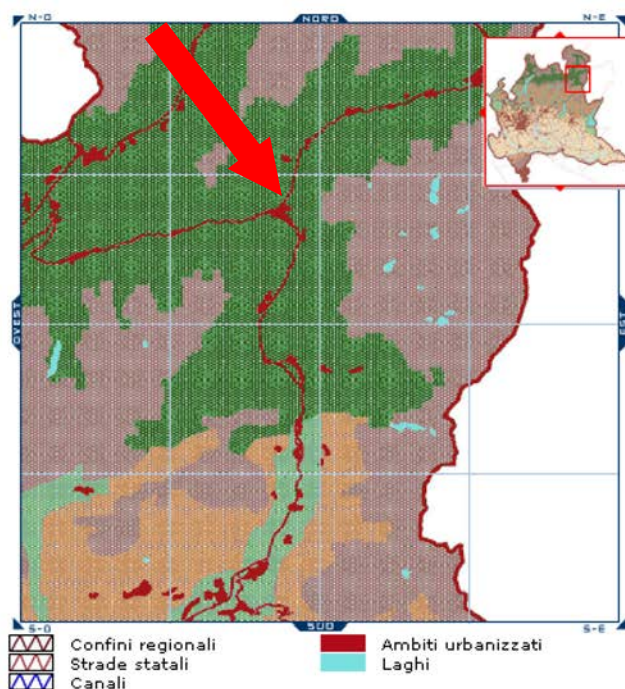 N-O NORD N-E
OVEST
EST
S-O SUD S-E
Confini regionali
Ambiti urbanizzati
Strade statali
Laghi
Canali